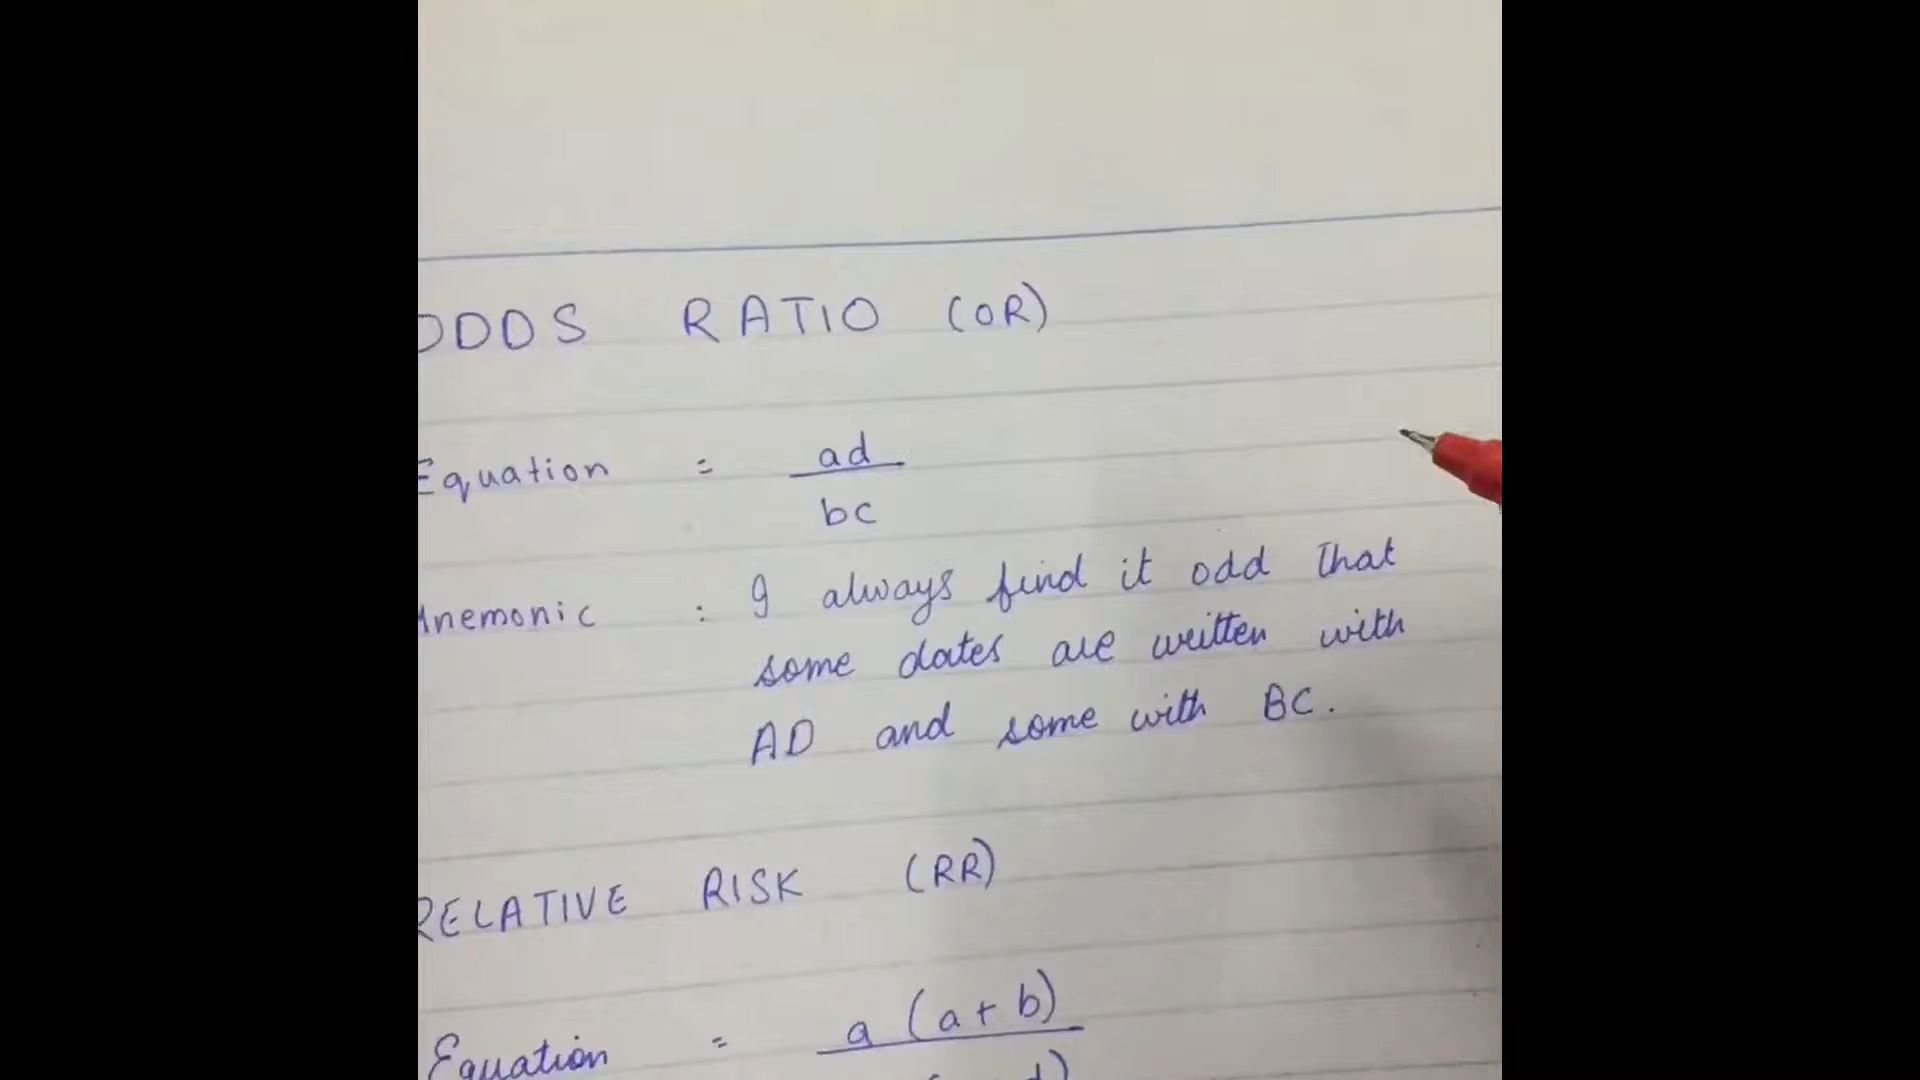 ODDS RATIO (OR)
Equation = ad
bc
Mnemonic : I always find it odd that
some dates are written with
AD and some with BC.
RELATIVE RISK (RR)
Equation = a (a+b)